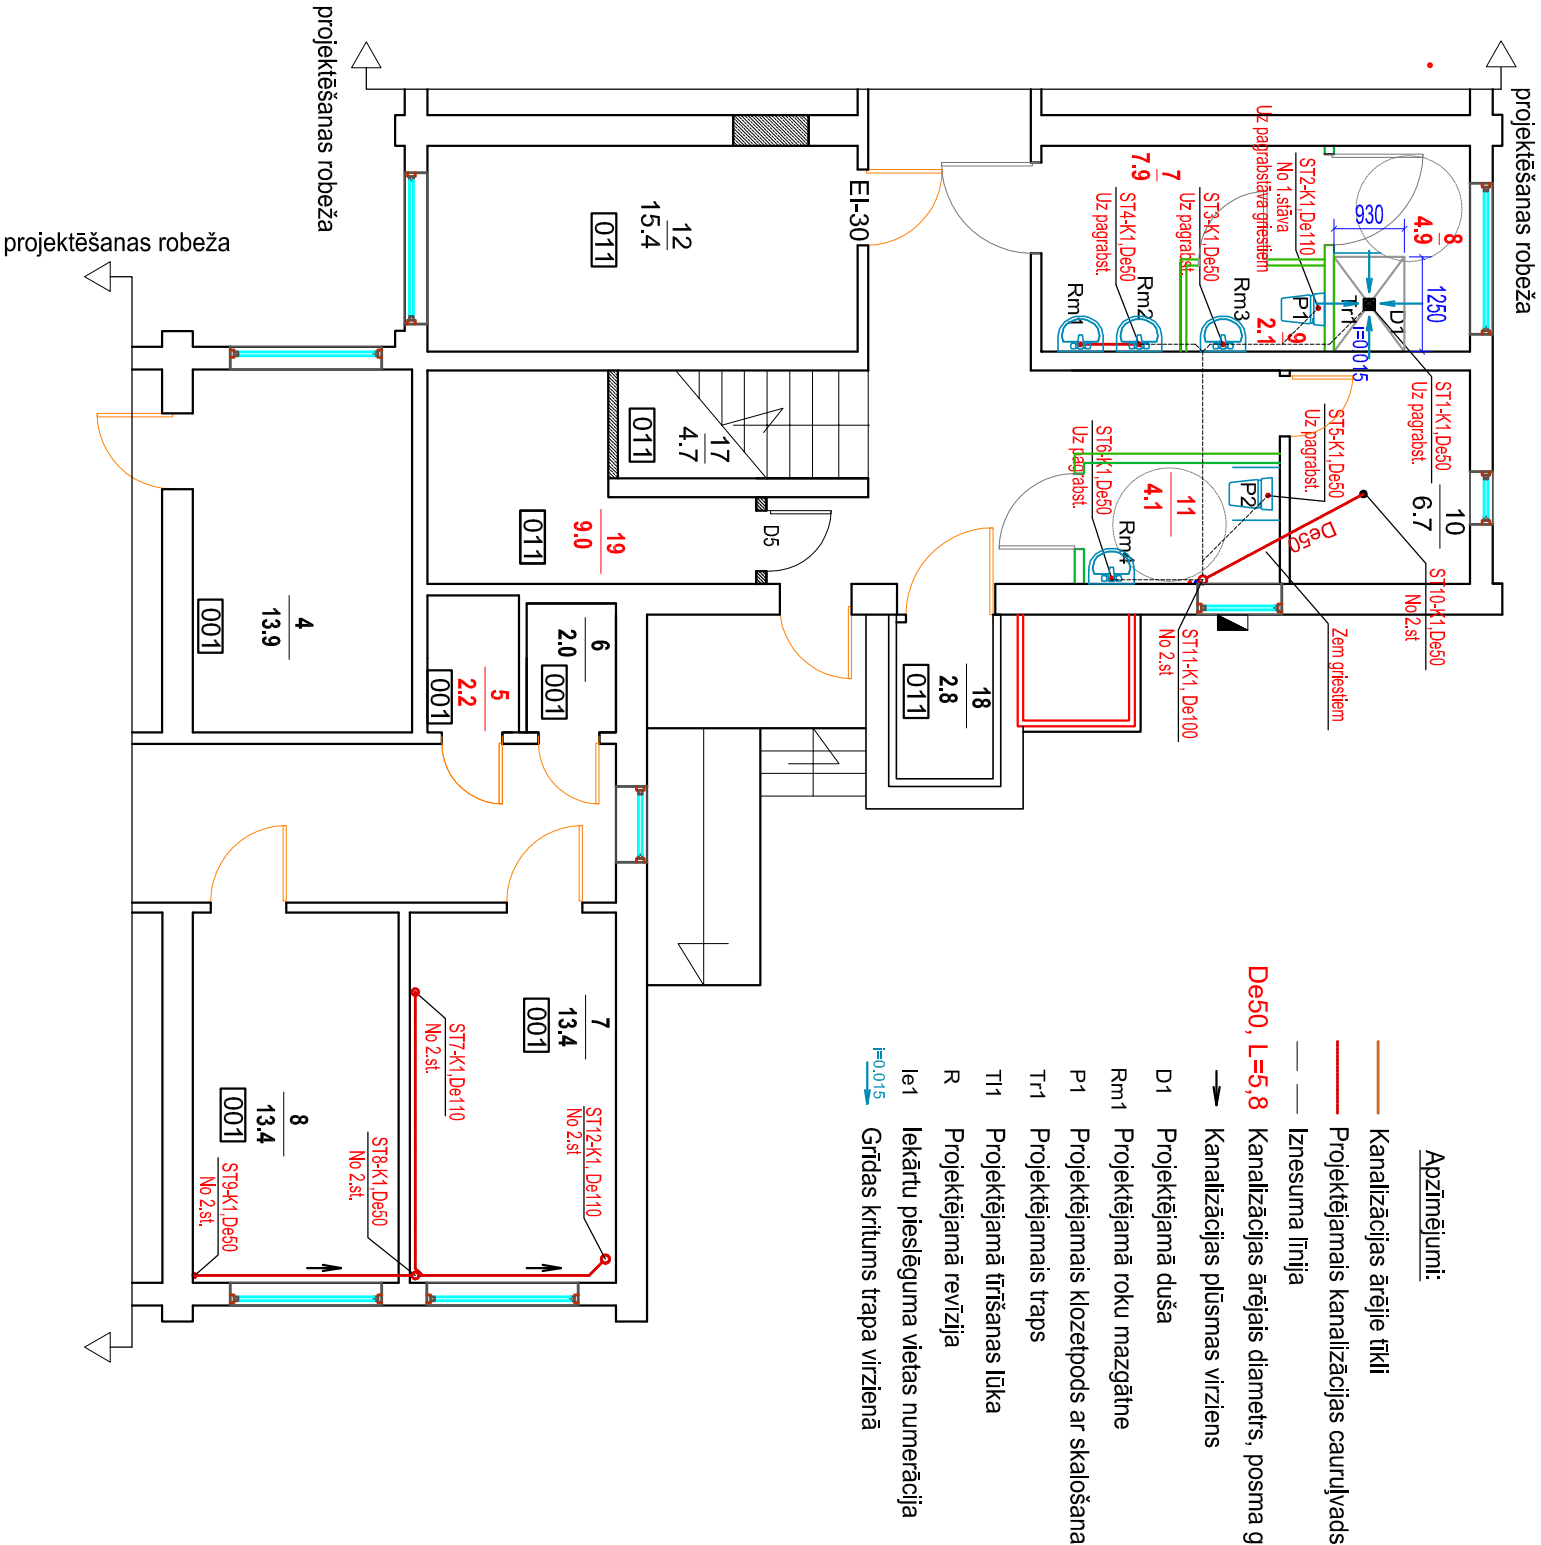 projektēšanas robeža
projektēšanas robeža
projektēšanas robeža
12
15.4
011
EI-30
7
7.9
8
4.9
930
1250
9
2.1
ST2-K1,De110
No 1.stāva
Uz pagrabstāva griestiem
ST3-K1,De50
Uz pagrabst.
ST4-K1,De50
Uz pagrabst.
Rm1
Rm2
Rm3
P1
Tr1
D1
i=0.015
ST1-K1,De50
Uz pagrabst.
ST5-K1,De50
Uz pagrabst.
ST6-K1,De50
Uz pagrabst.
10
6.7
11
4.1
P2
Rm4
De50
ST10-K1,De50
No 2.st
Zem griestiem
ST11-K1, De100
No 2.st
17
4.7
011
19
9.0
011
D5
18
2.8
011
4
13.9
001
5
2.2
001
6
2.0
001
7
13.4
001
8
13.4
001
ST7-K1,De110
No 2.st.
ST12-K1, De110
No 2.st
ST8-K1,De50
No 2.st.
ST9-K1,De50
No 2.st.
Apzīmējumi:
Kanalizācijas ārējie tīkli
Projektējamais kanalizācijas cauruļvads
Iznesuma līnija
De50, L=5,8 Kanalizācijas ārējais diametrs, posma g
Kanalizācijas plūsmas virziens
D1 Projektējamā duša
Rm1 Projektējamā roku mazgātne
P1 Projektējamais klozetpods ar skalošana
Tr1 Projektējamais traps
Tl1 Projektējamā tīrīšanas lūka
R Projektējamā revīzija
Ie1 Iekārtu pieslēguma vietas numerācija
i=0.015 Grīdas kritums trapa virzienā